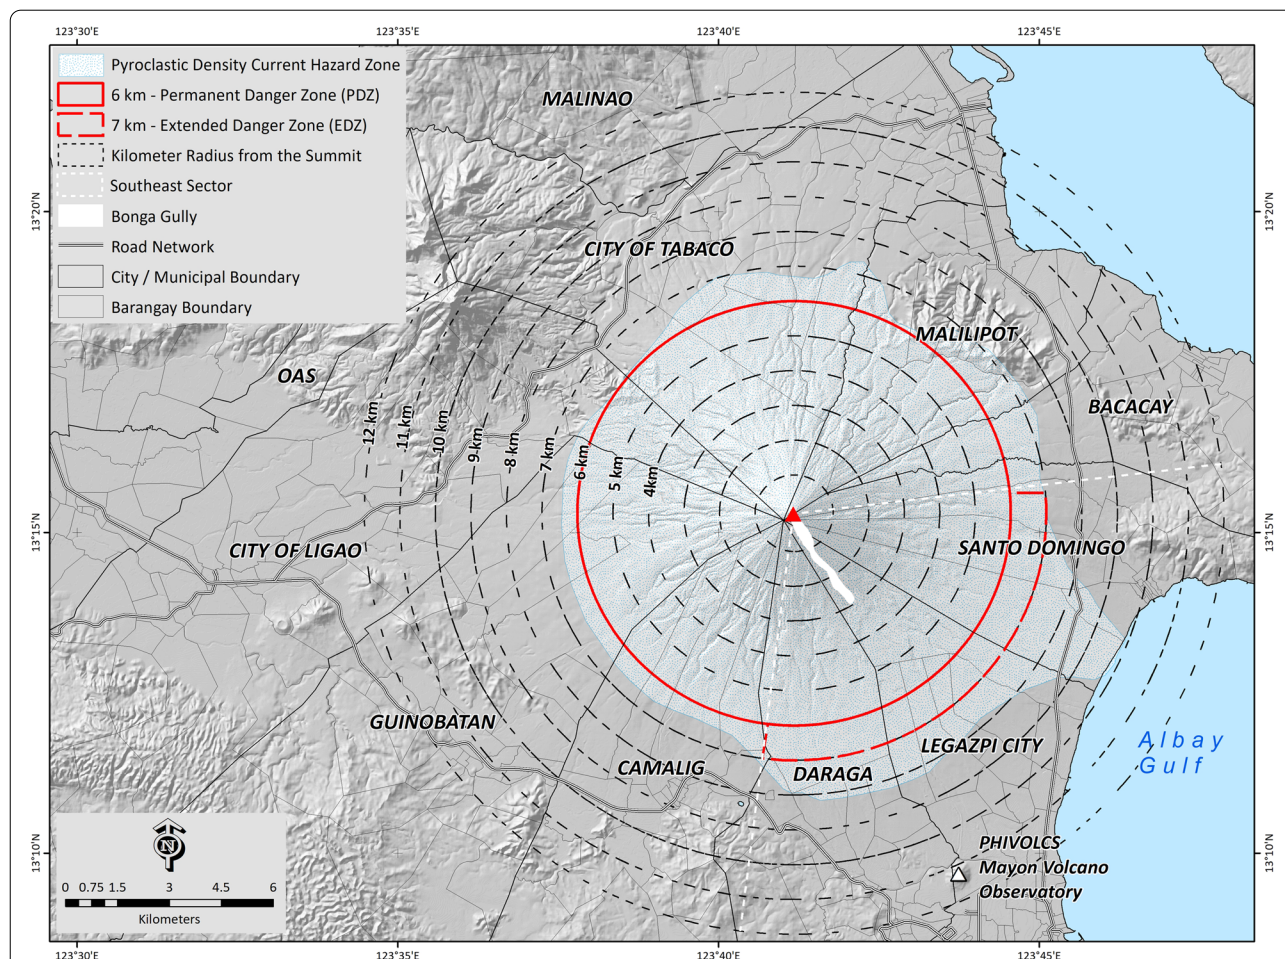 123°30'E
123°35'E
123°40'E
123°45'E
Pyroclastic Density Current Hazard Zone
6 km - Permanent Danger Zone (PDZ)
7 km - Extended Danger Zone (EDZ)
Kilometer Radius from the Summit
Southeast Sector
Bonga Gully
Road Network
City / Municipal Boundary
Barangay Boundary
MALINAO
13°20'N
13°20'N
CITY OF TABACO
MALILIPOT
OAS
BACACAY
12 km
11 km
10 km
9 km
8 km
7 km
6 km
5 km
4km
13°15'N
13°15'N
CITY OF LIGAO
SANTO DOMINGO
GUINOBATAN
LEGAZPI CITY
Albay
Gulf
CAMALIG
DARAGA
N
13°10'N
13°10'N
PHIVOLCS
Mayon Volcano
Observatory
0 0.75 1.5 3 4.5 6
Kilometers
123°30'E
123°35'E
123°40'E
123°45'E